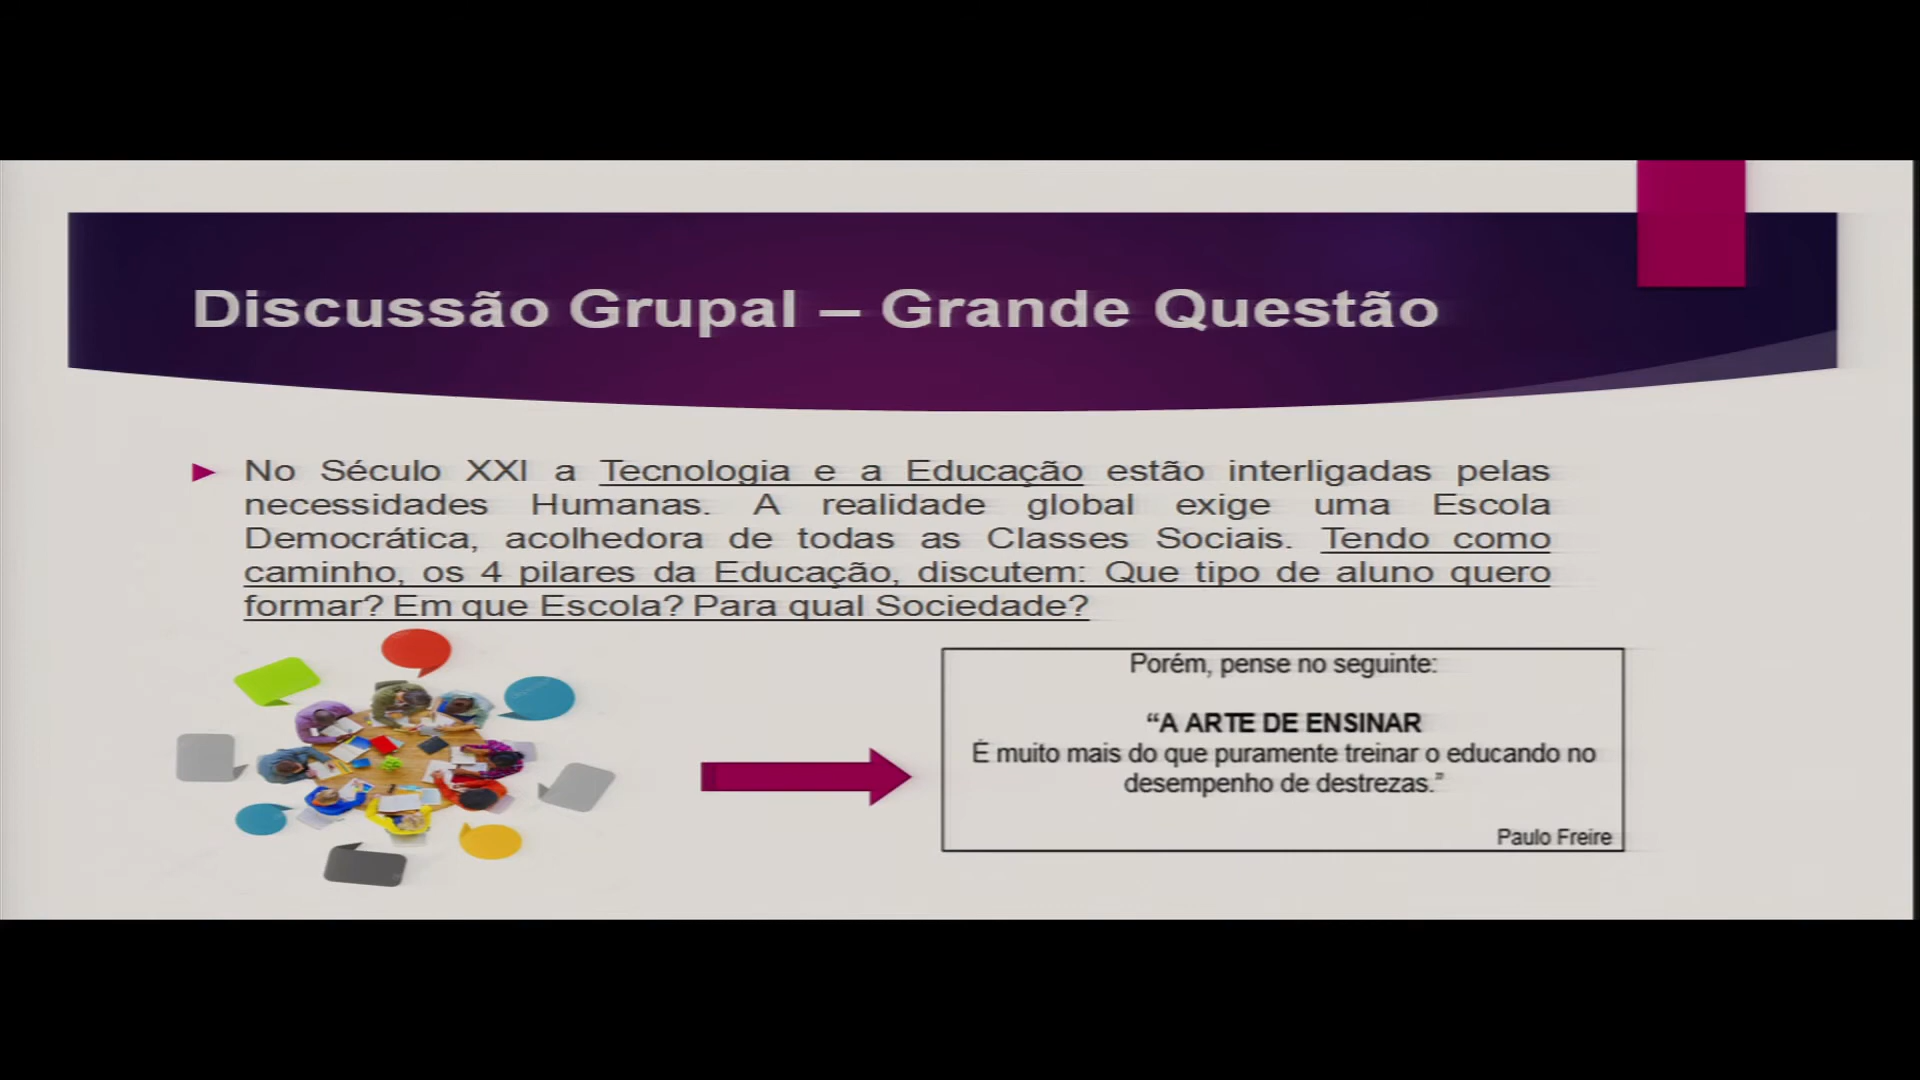 Discussão Grupal – Grande Questão
No Século XXI a Tecnologia e a Educação estão interligadas pelas
necessidades Humanas. A realidade global exige uma Escola
Democrática, acolhedora de todas as Classes Sociais. Tendo como
caminho, os 4 pilares da Educação, discutem: Que tipo de aluno quero
formar? Em que Escola? Para qual Sociedade?
Porém, pense no seguinte:
“A ARTE DE ENSINAR
É muito mais do que puramente treinar o educando no
desempenho de destrezas.”
Paulo Freire